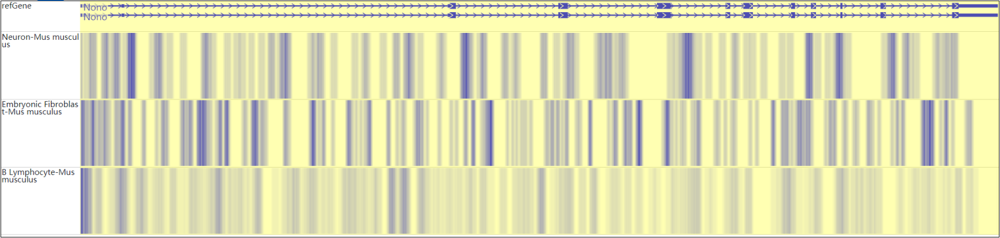 refGene
Nono
Nono
Neuron-Mus muscul
us
Embryonic Fibroblas
t-Mus musculus
B Lymphocyte-Mus
musculus